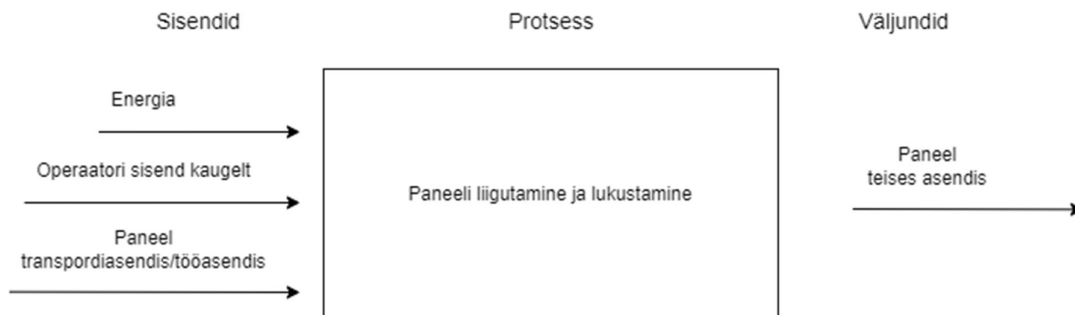 Sisendid
Protsess
Väljundid
Energia
Operaatori sisend kaugelt
Paneel
transpordiasendis/tööasendis
Paneeli liigutamine ja lukustamine
Paneel
teises asendis